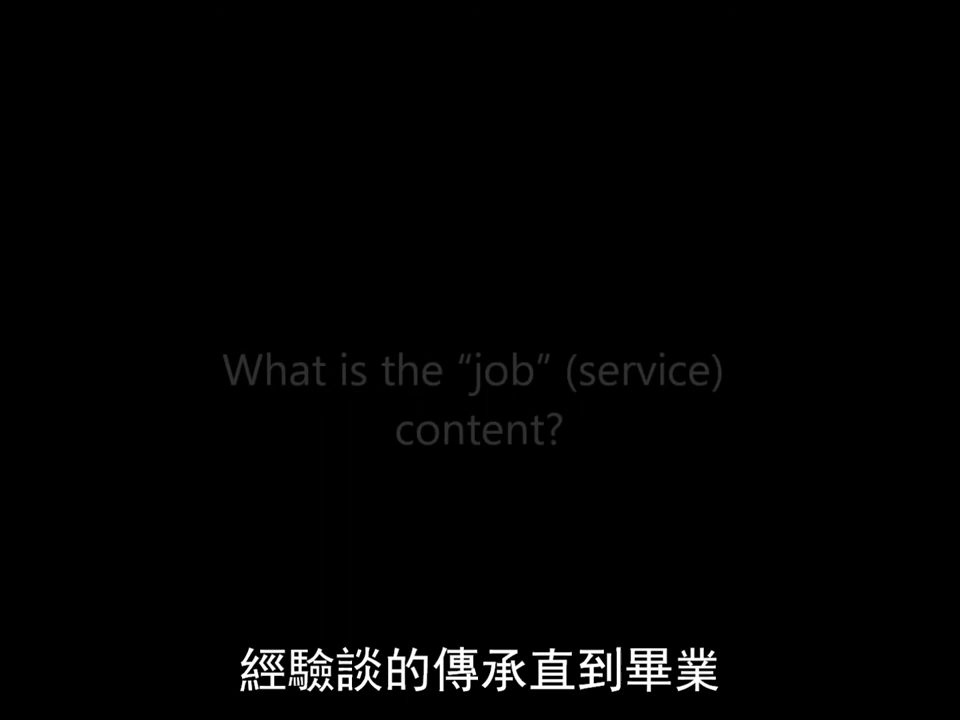 What is the “job” (service)
content?
經驗談的傳承直到畢業